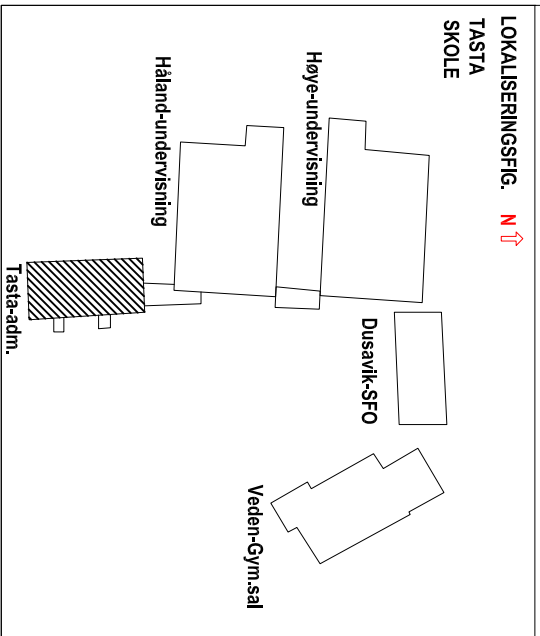 LOKALISERINGSFIG. N
TASTA
SKOLE
Høye-undervisning
Håland-undervisning
Dusavik-SFO
Veden-Gym.sal
Tasta-adm.